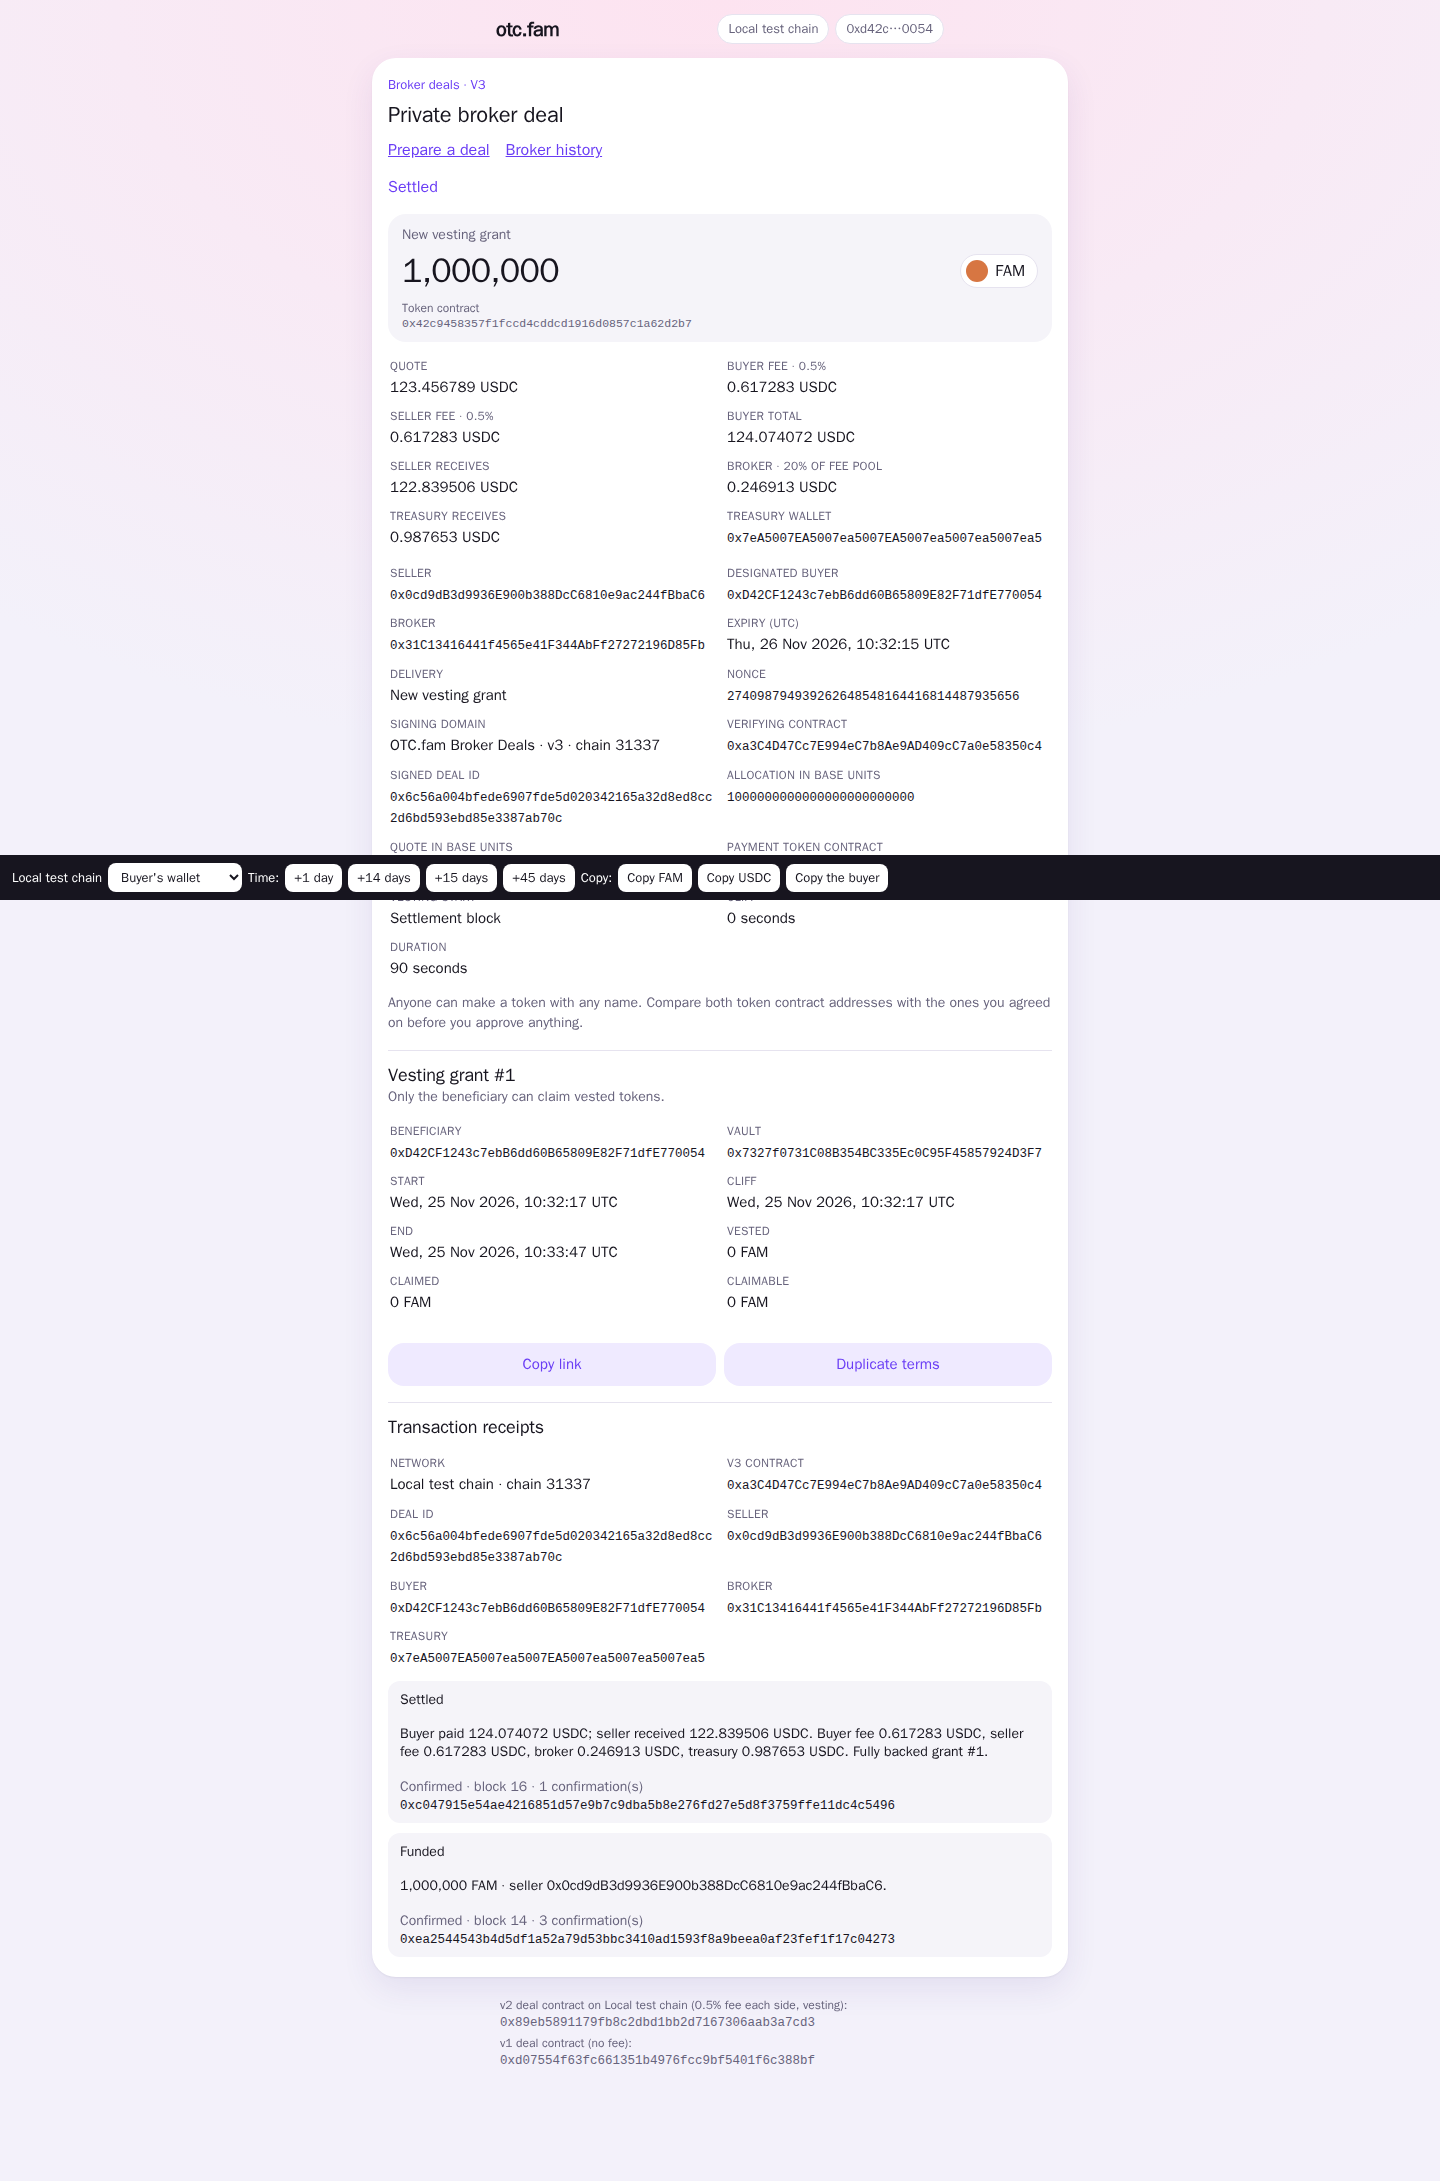 otc.fam
Local test chain
0xd42c···0054
Broker deals · V3
Private broker deal
Prepare a deal Broker history
Settled
New vesting grant
1,000,000
FAM
Token contract
0x42c9458357f1fccd4cddcd1916d0857c1a62d2b7
QUOTE
123.456789 USDC
BUYER FEE · 0.5%
0.617283 USDC
SELLER FEE · 0.5%
0.617283 USDC
BUYER TOTAL
124.074072 USDC
SELLER RECEIVES
122.839506 USDC
BROKER · 20% OF FEE POOL
0.246913 USDC
TREASURY RECEIVES
0.987653 USDC
TREASURY WALLET
0x7eA5007EA5007ea5007EA5007ea5007ea5007ea5
SELLER
0x0cd9dB3d9936E900b388DcC6810e9ac244fBbaC6
DESIGNATED BUYER
0xD42CF1243c7ebB6dd60B65809E82F71dfE770054
BROKER
0x31C13416441f4565e41F344AbFf27272196D85Fb
EXPIRY (UTC)
Thu, 26 Nov 2026, 10:32:15 UTC
DELIVERY
New vesting grant
NONCE
274098794939262648548164416814487935656
SIGNING DOMAIN
OTC.fam Broker Deals · v3 · chain 31337
VERIFYING CONTRACT
0xa3C4D47Cc7E994eC7b8Ae9AD409cC7a0e58350c4
SIGNED DEAL ID
0x6c56a004bfede6907fde5d020342165a32d8ed8cc
2d6bd593ebd85e3387ab70c
ALLOCATION IN BASE UNITS
1000000000000000000000000
QUOTE IN BASE UNITS
PAYMENT TOKEN CONTRACT
Local test chain Buyer's wallet Time: +1 day +14 days +15 days +45 days Copy: Copy FAM Copy USDC Copy the buyer
Settlement block
0 seconds
DURATION
90 seconds
Anyone can make a token with any name. Compare both token contract addresses with the ones you agreed
on before you approve anything.
Vesting grant #1
Only the beneficiary can claim vested tokens.
BENEFICIARY
0xD42CF1243c7ebB6dd60B65809E82F71dfE770054
VAULT
0x7327f0731C08B354BC335Ec0C95F45857924D3F7
START
Wed, 25 Nov 2026, 10:32:17 UTC
CLIFF
Wed, 25 Nov 2026, 10:32:17 UTC
END
Wed, 25 Nov 2026, 10:33:47 UTC
VESTED
0 FAM
CLAIMED
0 FAM
CLAIMABLE
0 FAM
Copy link
Duplicate terms
Transaction receipts
NETWORK
Local test chain · chain 31337
V3 CONTRACT
0xa3C4D47Cc7E994eC7b8Ae9AD409cC7a0e58350c4
DEAL ID
0x6c56a004bfede6907fde5d020342165a32d8ed8cc
2d6bd593ebd85e3387ab70c
SELLER
0x0cd9dB3d9936E900b388DcC6810e9ac244fBbaC6
BUYER
0xD42CF1243c7ebB6dd60B65809E82F71dfE770054
BROKER
0x31C13416441f4565e41F344AbFf27272196D85Fb
TREASURY
0x7eA5007EA5007ea5007EA5007ea5007ea5007ea5
Settled
Buyer paid 124.074072 USDC; seller received 122.839506 USDC. Buyer fee 0.617283 USDC, seller
fee 0.617283 USDC, broker 0.246913 USDC, treasury 0.987653 USDC. Fully backed grant #1.
Confirmed · block 16 · 1 confirmation(s)
0xc047915e54ae4216851d57e9b7c9dba5b8e276fd27e5d8f3759ffe11dc4c5496
Funded
1,000,000 FAM · seller 0x0cd9dB3d9936E900b388DcC6810e9ac244fBbaC6.
Confirmed · block 14 · 3 confirmation(s)
0xea2544543b4d5df1a52a79d53bbc3410ad1593f8a9beea0af23fef1f17c04273
v2 deal contract on Local test chain (0.5% fee each side, vesting):
0x89eb5891179fb8c2dbd1bb2d7167306aab3a7cd3
v1 deal contract (no fee):
0xd07554f63fc661351b4976fcc9bf5401f6c388bf